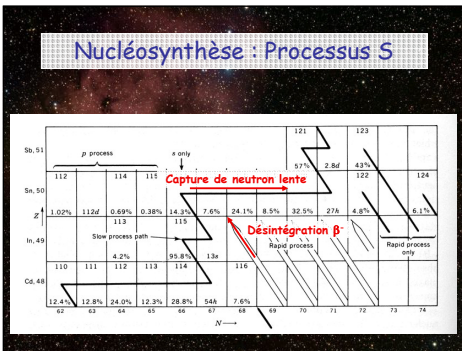 Nucléosynthèse : Processus S
121 123
Sb, 51
p process s only
57% 2.8d 43%
112 114 115 122 124
Capture de neutron lente
Sn, 50
1.02% 112d 0.69% 0.38% 14.3% 7.6% 24.1% 8.5% 32.5% 27h 4.8% 6.1%
Z
113 115
Désintégration β⁻
In, 49
Slow process path
Rapid process
Rapid process only
4.2% 95.8% 13s
110 111 112 113 114 116
Cd, 48
12.4% 12.8% 24.0% 12.3% 28.8% 54h 7.6%
62 63 64 65 66 67 68 69 70 71 72 73 74
N→